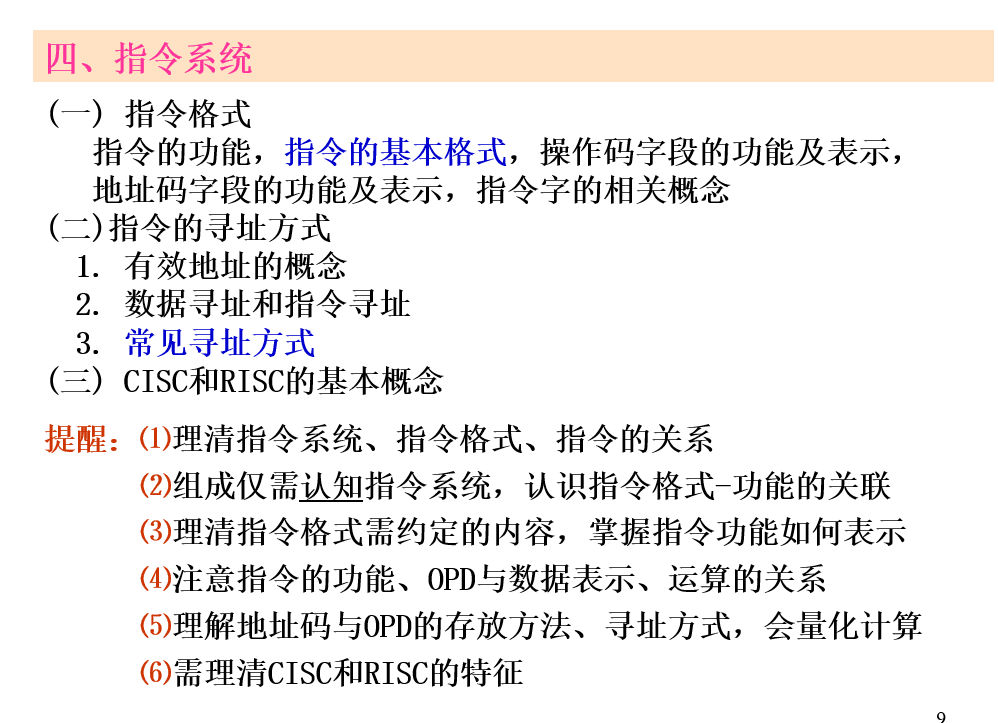 四、指令系统
(一) 指令格式
指令的功能，指令的基本格式，操作码字段的功能及表示，
地址码字段的功能及表示，指令字的相关概念
(二)指令的寻址方式
1. 有效地址的概念
2. 数据寻址和指令寻址
3. 常见寻址方式
(三) CISC和RISC的基本概念
提醒：⑴理清指令系统、指令格式、指令的关系
⑵组成仅需认知指令系统，认识指令格式-功能的关联
⑶理清指令格式需约定的内容，掌握指令功能如何表示
⑷注意指令的功能、OPD与数据表示、运算的关系
⑸理解地址码与OPD的存放方法、寻址方式，会量化计算
⑹需理清CISC和RISC的特征
9